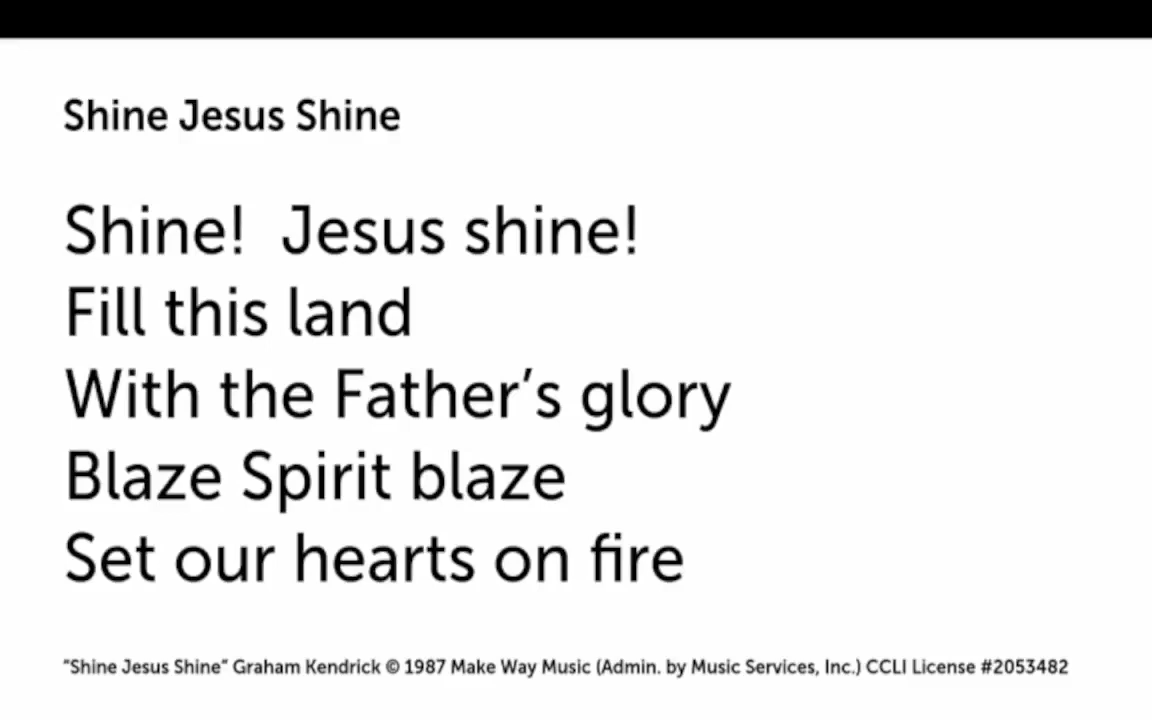 Shine Jesus Shine
Shine!  Jesus shine!
Fill this land
With the Father’s glory
Blaze Spirit blaze
Set our hearts on fire
“Shine Jesus Shine” Graham Kendrick © 1987 Make Way Music (Admin. by Music Services, Inc.) CCLI License #2053482